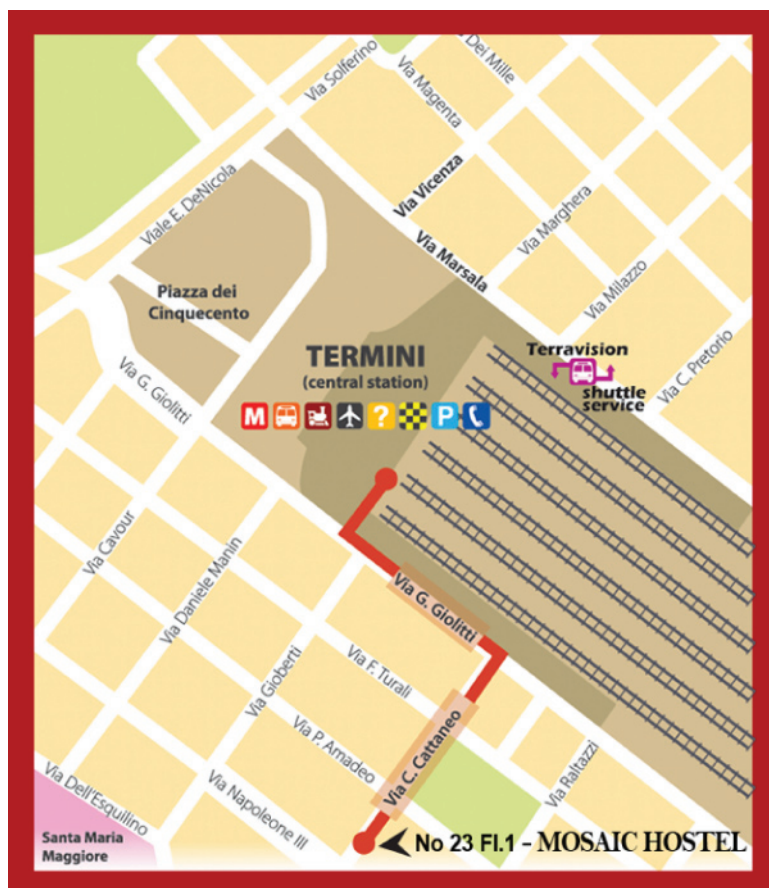 Via Solferino
Dei Mille
Via Magenta
Via Vicenza
Viale E. DeNicola
Via Marghera
Via Marsala
Via Milazzo
Piazza dei
Cinquecento
TERMINI
(central station)
Terravision
shuttle
service
Via C. Pretorio
Via G. Giolitti
M
?
P
Via Cavour
Via Daniele Manin
Via G. Giolitti
Via Gioberti
Via F. Turali
Via P. Amadeo
Via C. Cattaneo
Via Raltazzi
Via Dell'Esquilino
Via Napoleone III
Santa Maria
Maggiore
No 23 Fl.1 - MOSAIC HOSTEL